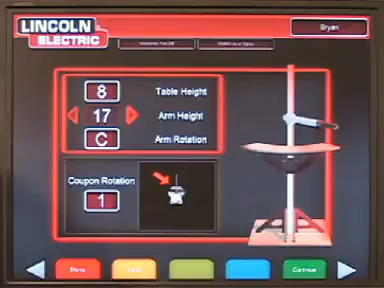 LINCOLN
ELECTRIC
Bryan
8 Table Height
17 Arm Height
C Arm Rotation
Coupon Rotation
1
Continue